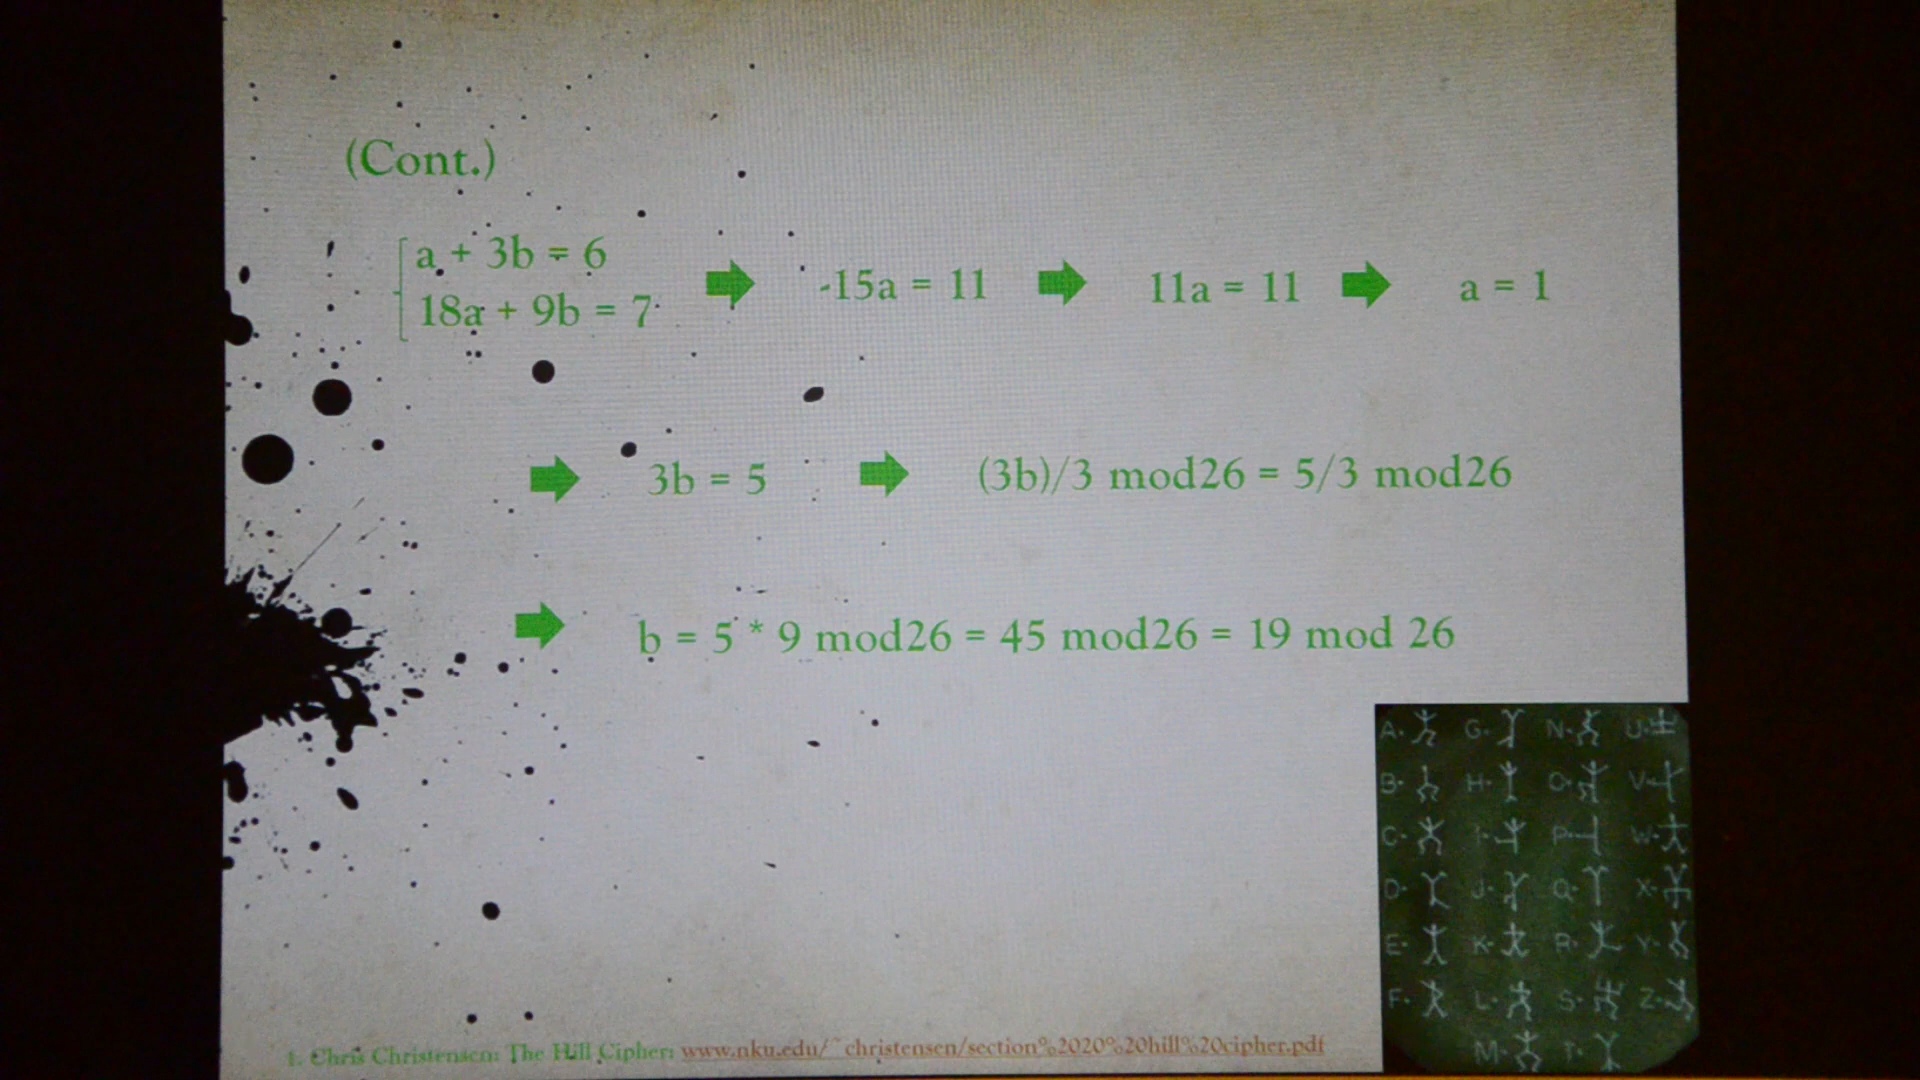 (Cont.)
a + 3b = 6
18a + 9b = 7
-15a = 11
11a = 11
a = 1
3b = 5
(3b)/3 mod26 = 5/3 mod26
b = 5 * 9 mod26 = 45 mod26 = 19 mod 26
A- G- N- U-
B- H- O- V-
C- I- P- W-
D- J- Q- X-
E- K- R- Y-
F- L- S- Z-
M- T-
1. Chris Christensen: The Hill Cipher: www.nku.edu/~christensen/section%2020%20hill%20cipher.pdf